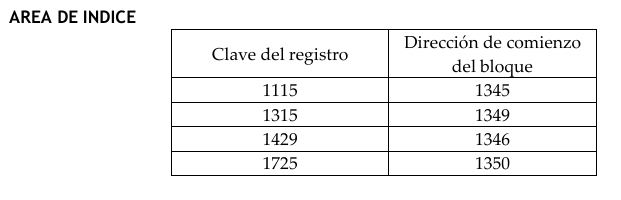 AREA DE INDICE
Clave del registro
Dirección de comienzo
del bloque
1115 1345
1315 1349
1429 1346
1725 1350